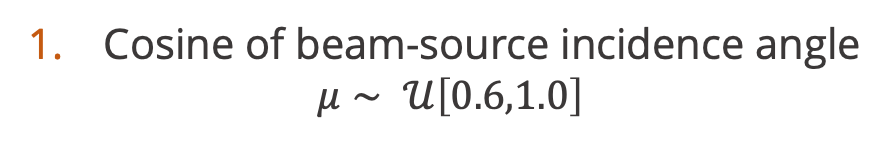 1. Cosine of beam-source incidence angle
μ ~ 𝒰[0.6,1.0]